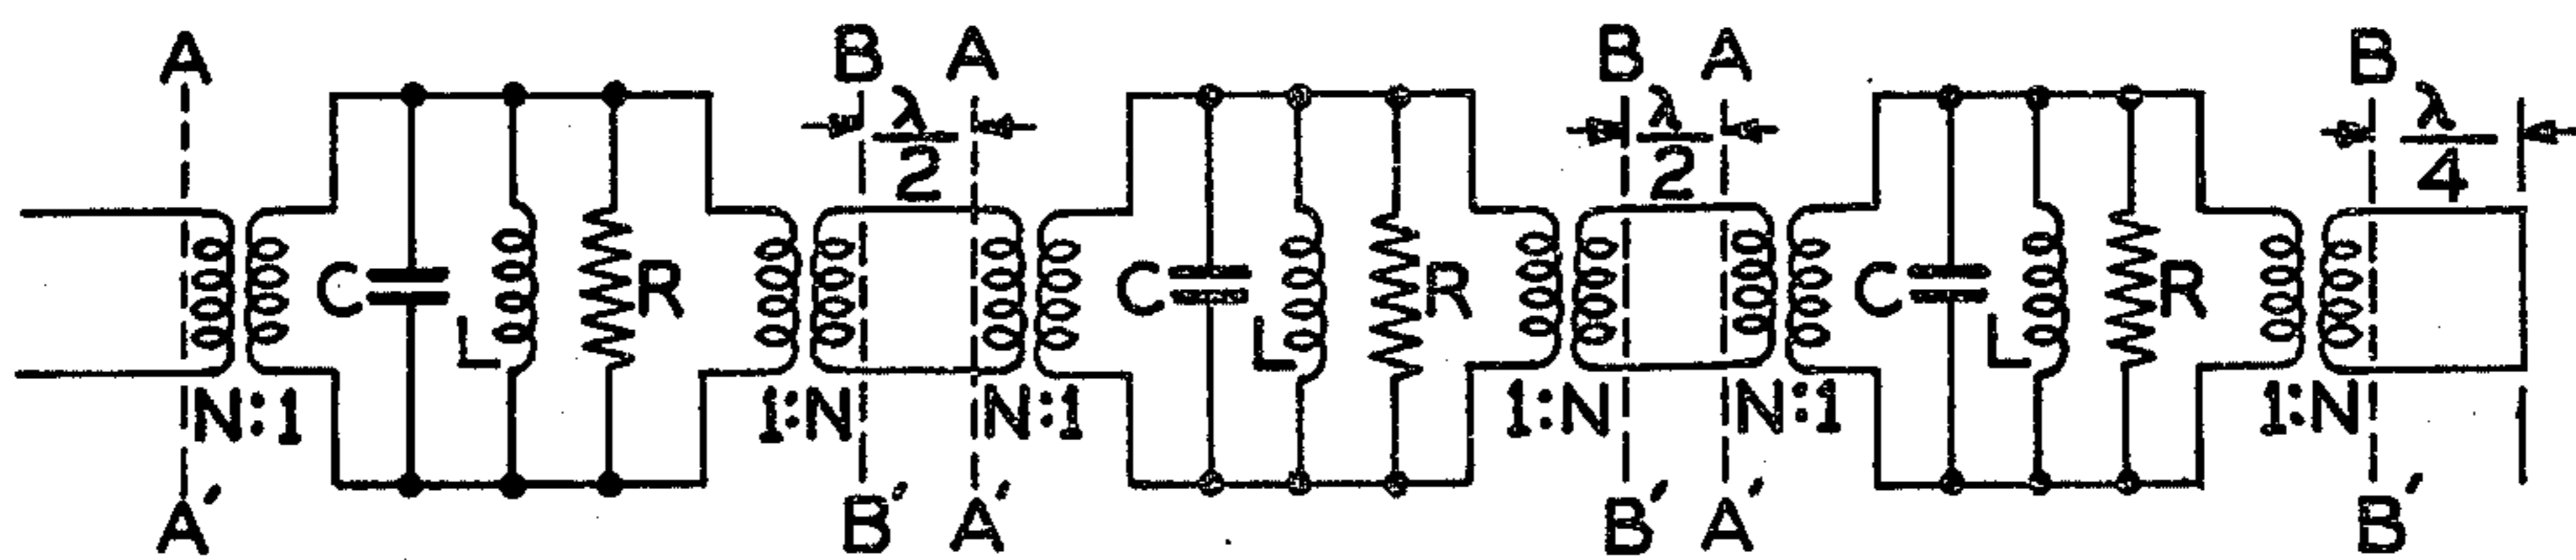 A B A B A B
λ/2 λ/2 λ/4
C L R C L R C L R
N:1 1:N N:1 1:N N:1 1:N
A′ B′ A′ B′ A′ B′